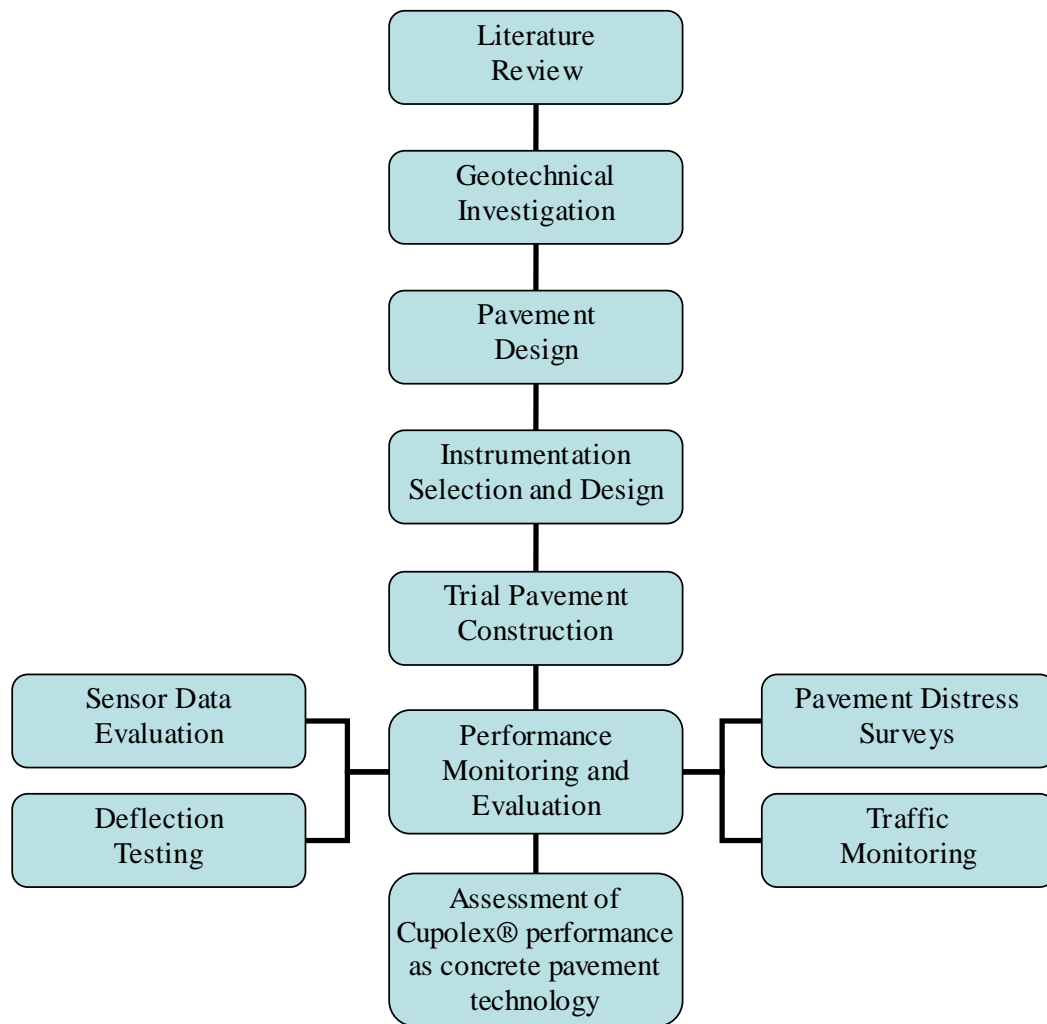 Literature
Review
Geotechnical
Investigation
Pavement
Design
Instrumentation
Selection and Design
Trial Pavement
Construction
Sensor Data
Evaluation
Deflection
Testing
Performance
Monitoring and
Evaluation
Pavement Distress
Surveys
Traffic
Monitoring
Assessment of
Cupolex® performance
as concrete pavement
technology